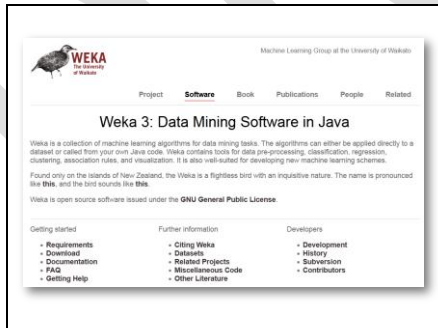 WEKA
The University
of Waikato
Machine Learning Group at the University of Waikato
Project Software Book Publications People Related
Weka 3: Data Mining Software in Java
Weka is a collection of machine learning algorithms for data mining tasks. The algorithms can either be applied directly to a
dataset or called from your own Java code. Weka contains tools for data pre-processing, classification, regression,
clustering, association rules, and visualization. It is also well-suited for developing new machine learning schemes.
Found only on the islands of New Zealand, the Weka is a flightless bird with an inquisitive nature. The name is pronounced
like this, and the bird sounds like this.
Weka is open source software issued under the GNU General Public License.
Getting started
Requirements
Download
Documentation
FAQ
Getting Help
Further information
Citing Weka
Datasets
Related Projects
Miscellaneous Code
Other Literature
Developers
Development
History
Subversion
Contributors